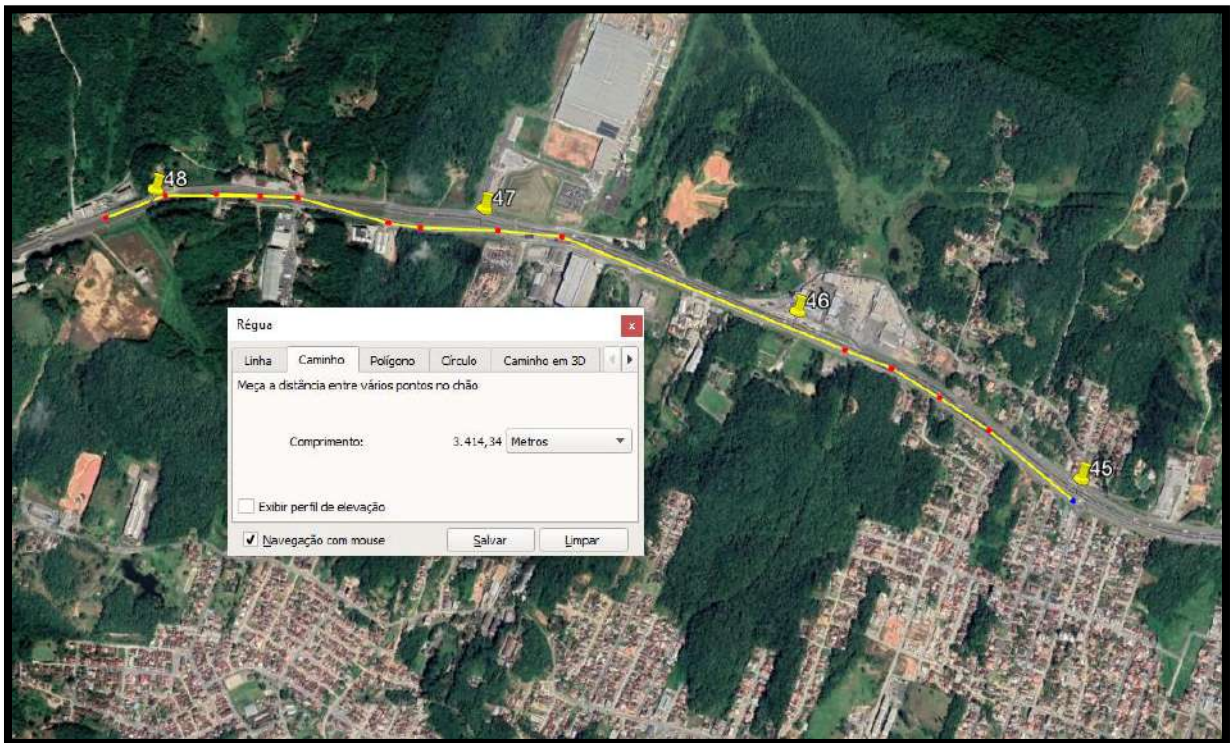 48
47
46
45
Régua
x
Linha Caminho Polígono Círculo Caminho em 3D
Meça a distância entre vários pontos no chão
Comprimento: 3.414,34 Metros
Exibir perfil de elevação
Navegação com mouse Salvar Limpar